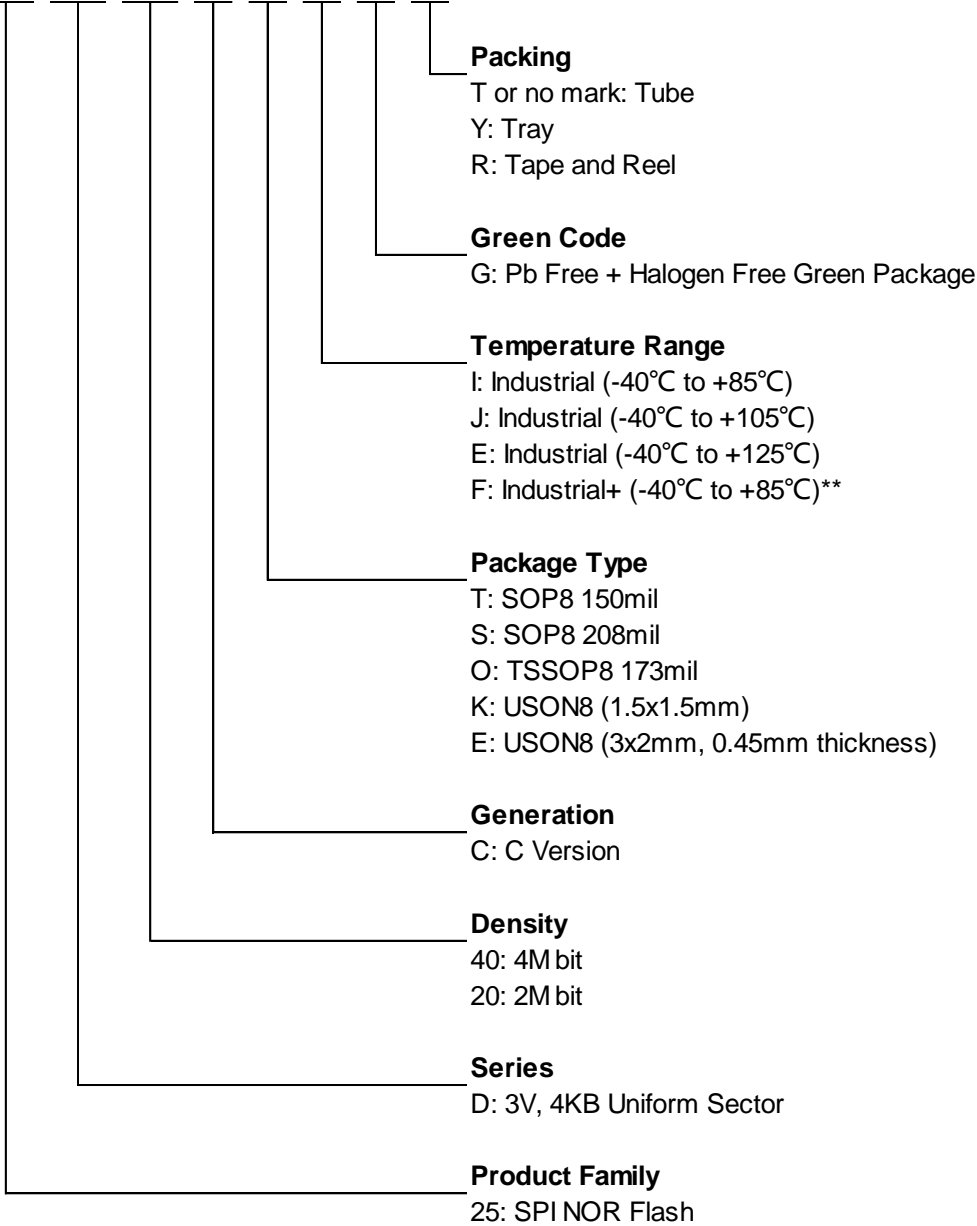 Packing
T or no mark: Tube
Y: Tray
R: Tape and Reel
Green Code
G: Pb Free + Halogen Free Green Package
Temperature Range
I: Industrial (-40℃ to +85℃)
J: Industrial (-40℃ to +105℃)
E: Industrial (-40℃ to +125℃)
F: Industrial+ (-40℃ to +85℃)**
Package Type
T: SOP8 150mil
S: SOP8 208mil
O: TSSOP8 173mil
K: USON8 (1.5x1.5mm)
E: USON8 (3x2mm, 0.45mm thickness)
Generation
C: C Version
Density
40: 4M bit
20: 2M bit
Series
D: 3V, 4KB Uniform Sector
Product Family
25: SPI NOR Flash